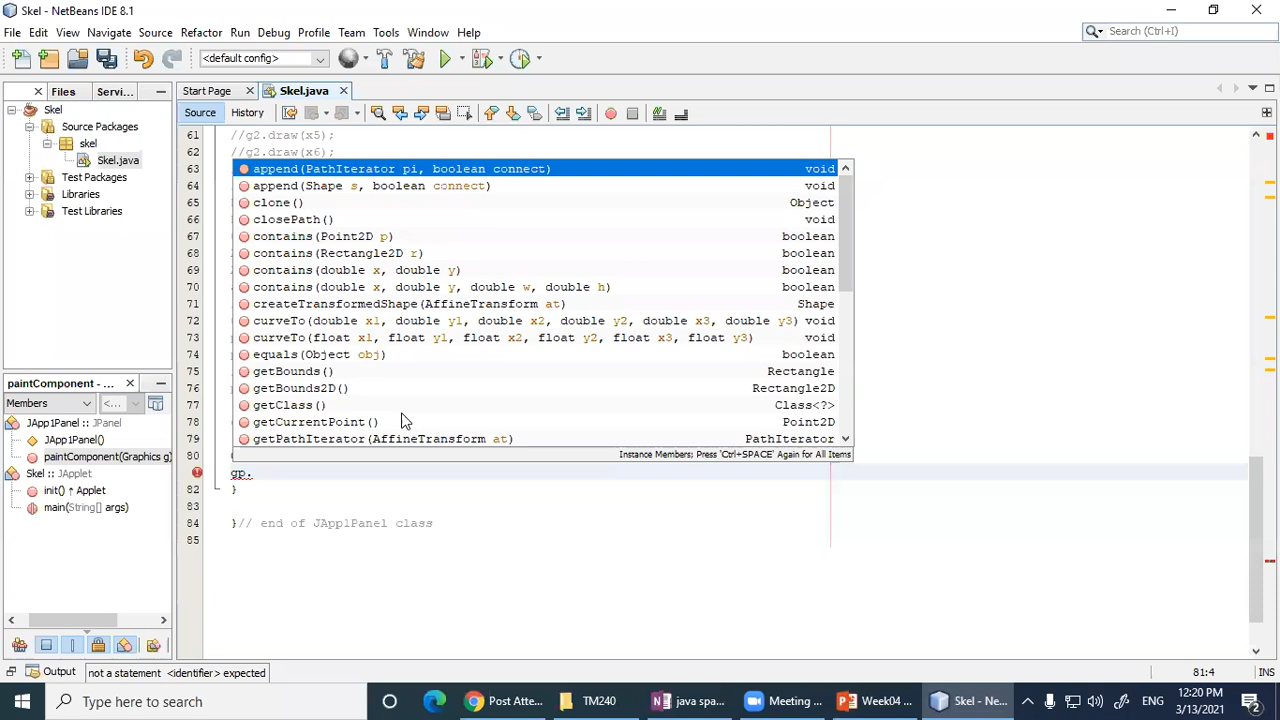 Skel - NetBeans IDE 8.1
File Edit View Navigate Source Refactor Run Debug Profile Team Tools Window Help
Search (Ctrl+I)
<default config>
Files Servi...
Start Page Skel.java
Source History
Skel
Source Packages
skel
Skel.java
Test Packages
Libraries
Test Libraries
61 //g2.draw(x5);
62 //g2.draw(x6);
63 append(PathIterator pi, boolean connect) void
64 append(Shape s, boolean connect) void
65 clone() Object
66 closePath() void
67 contains(Point2D p) boolean
68 contains(Rectangle2D r) boolean
69 contains(double x, double y) boolean
70 contains(double x, double y, double w, double h) boolean
71 createTransformedShape(AffineTransform at) Shape
72 curveTo(double x1, double y1, double x2, double y2, double x3, double y3) void
73 curveTo(float x1, float y1, float x2, float y2, float x3, float y3) void
74 equals(Object obj) boolean
75 getBounds() Rectangle
76 getBounds2D() Rectangle2D
77 getClass() Class<?>
78 getCurrentPoint() Point2D
79 getPathIterator(AffineTransform at) PathIterator
80 Instance Members; Press 'Ctrl+SPACE' Again for All Items
gp.
82 }
83
84 }// end of JApp1Panel class
85
paintComponent - ...
Members <...
JApp1Panel :: JPanel
JApp1Panel()
paintComponent(Graphics g)
Skel :: JApplet
init() ↑ Applet
main(String[] args)
Output not a statement <identifier> expected 81:4 INS
Type here to search
Post Atte...
TM240
java spa...
Meeting ...
Week04 ...
Skel - Ne...
ENG
12:20 PM
3/13/2021
2